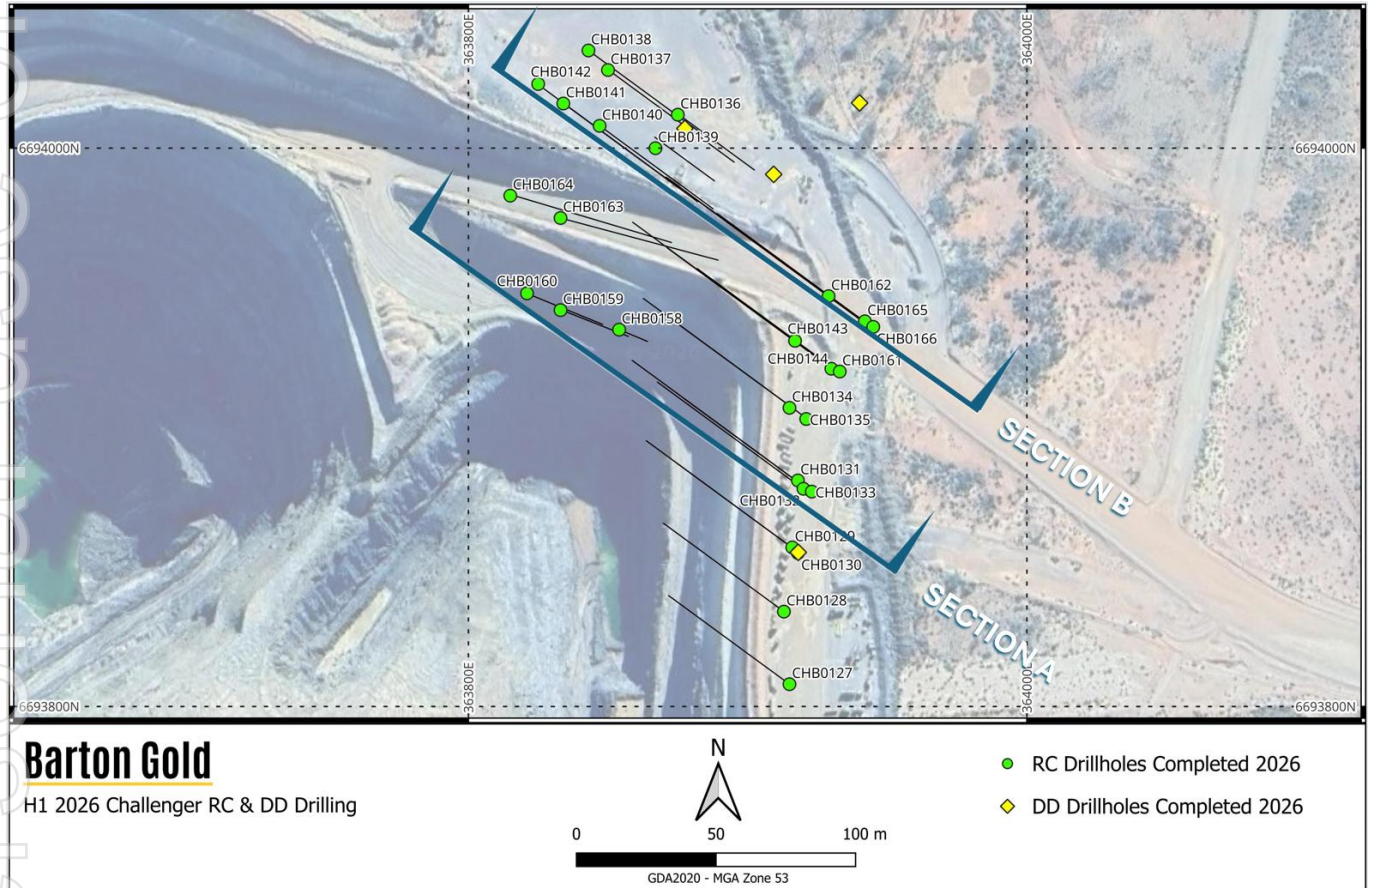 363800E
364000E
CHB0138
CHB0137
CHB0142
CHB0141
CHB0136
CHB0140
CHB0139
6694000N
6694000N
CHB0164
CHB0163
CHB0160
CHB0159
CHB0158
CHB0162
CHB0165
CHB0166
CHB0143
CHB0144
CHB0161
CHB0134
CHB0135
SECTION B
CHB0131
CHB0133
CHB0132
CHB0129
CHB0130
CHB0128
SECTION A
CHB0127
363800E
364000E
6693800N
6693800N
Barton Gold
H1 2026 Challenger RC & DD Drilling
N
0 50 100 m
GDA2020 - MGA Zone 53
RC Drillholes Completed 2026
DD Drillholes Completed 2026